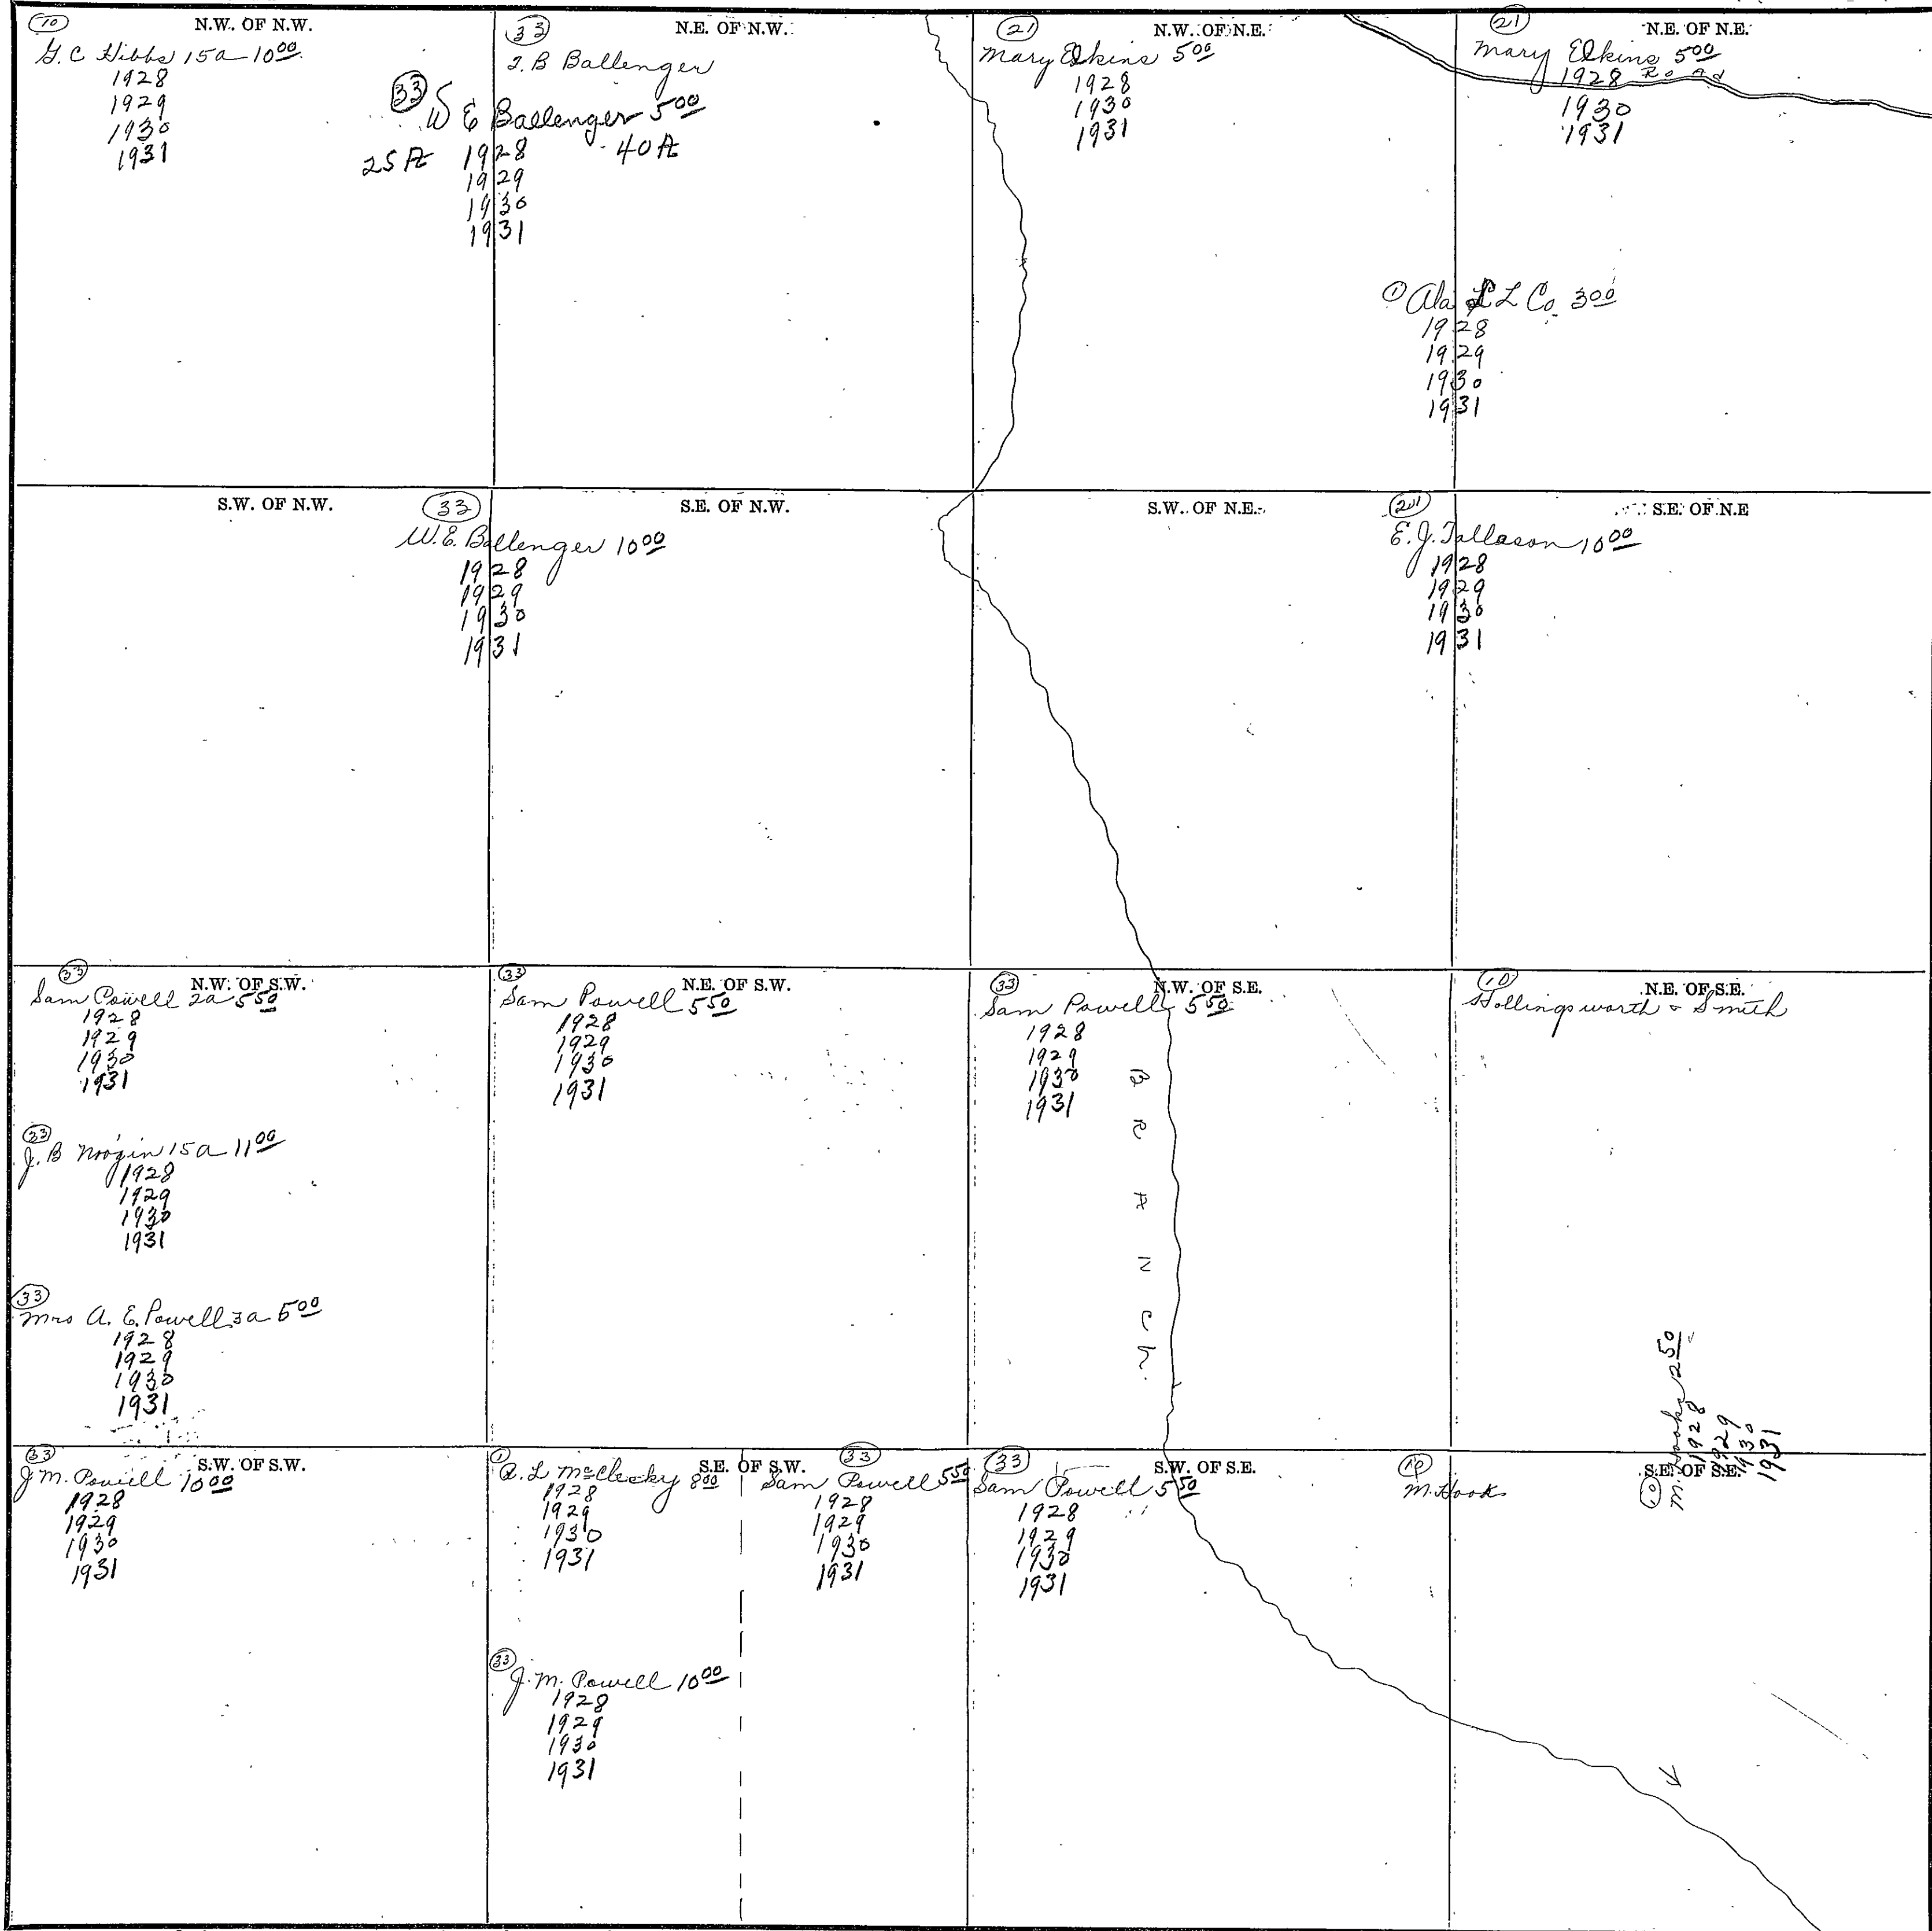 N.W. OF N.W.
10
G. C Hibbs 15a 10 00
1928
1929
1930
1931
N.E. OF N.W.
33
J. B Ballenger
33
W E Ballenger 5 00
25 A 40 A
1928
1929
1930
1931
N.W. OF N.E.
21
Mary Elkins 5 00
1928
1930
1931
N.E. OF N.E.
21
Mary Elkins 5 00
1928 Road
1930
1931
1 Ala L Co 3 00
1928
1929
1930
1931
S.W. OF N.W.
33
S.E. OF N.W.
W. E. Ballenger 10 00
1928
1929
1930
1931
S.W. OF N.E.
S.E. OF N.E
E. J. Tollason 10 00
1928
1929
1930
1931
N.W. OF S.W.
33
Sam Powell 2a 5 50
1928
1929
1930
1931
33
J. B 15a 11 00
1928
1929
1930
1931
33
Mrs A. E. Powell 3a 5 00
1928
1929
1930
1931
N.E. OF S.W.
33
Sam Powell 5 50
1928
1929
1930
1931
N.W. OF S.E.
33
Sam Powell 5 50
1928
1929
1930
1931
BRANCh.
N.E. OF S.E.
10
Hollingsworth & Smith
S.W. OF S.W.
33
J M. Powell 10 00
1928
1929
1930
1931
S.E. OF S.W.
1
A. L McClesky 8 00
1928
1929
1930
1931
33
J. M. Powell 10 00
1928
1929
1930
1931
33
Sam Powell 5 50
1928
1929
1930
1931
S.W. OF S.E.
33
Sam Powell 5 50
1928
1929
1930
1931
10
M. Hook
S.E. OF S.E.
M. Hooks 2 50
1928
1929
1930
1931